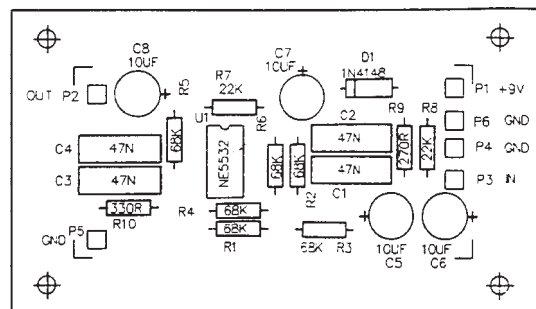 C8
10UF
OUT P2
R5
68K
C4
47N
C3
47N
330R
R10
P5
GND
R7
22K
U1
NE5532
R6
R4
68K
68K
R1
C7
10UF
D1
1N4148
68K
68K
R2
C2
47N
47N
C1
R9
270R
R8
22K
P1 +9V
P6 GND
P4 GND
P3 IN
68K R3
10UF
C5
10UF
C6